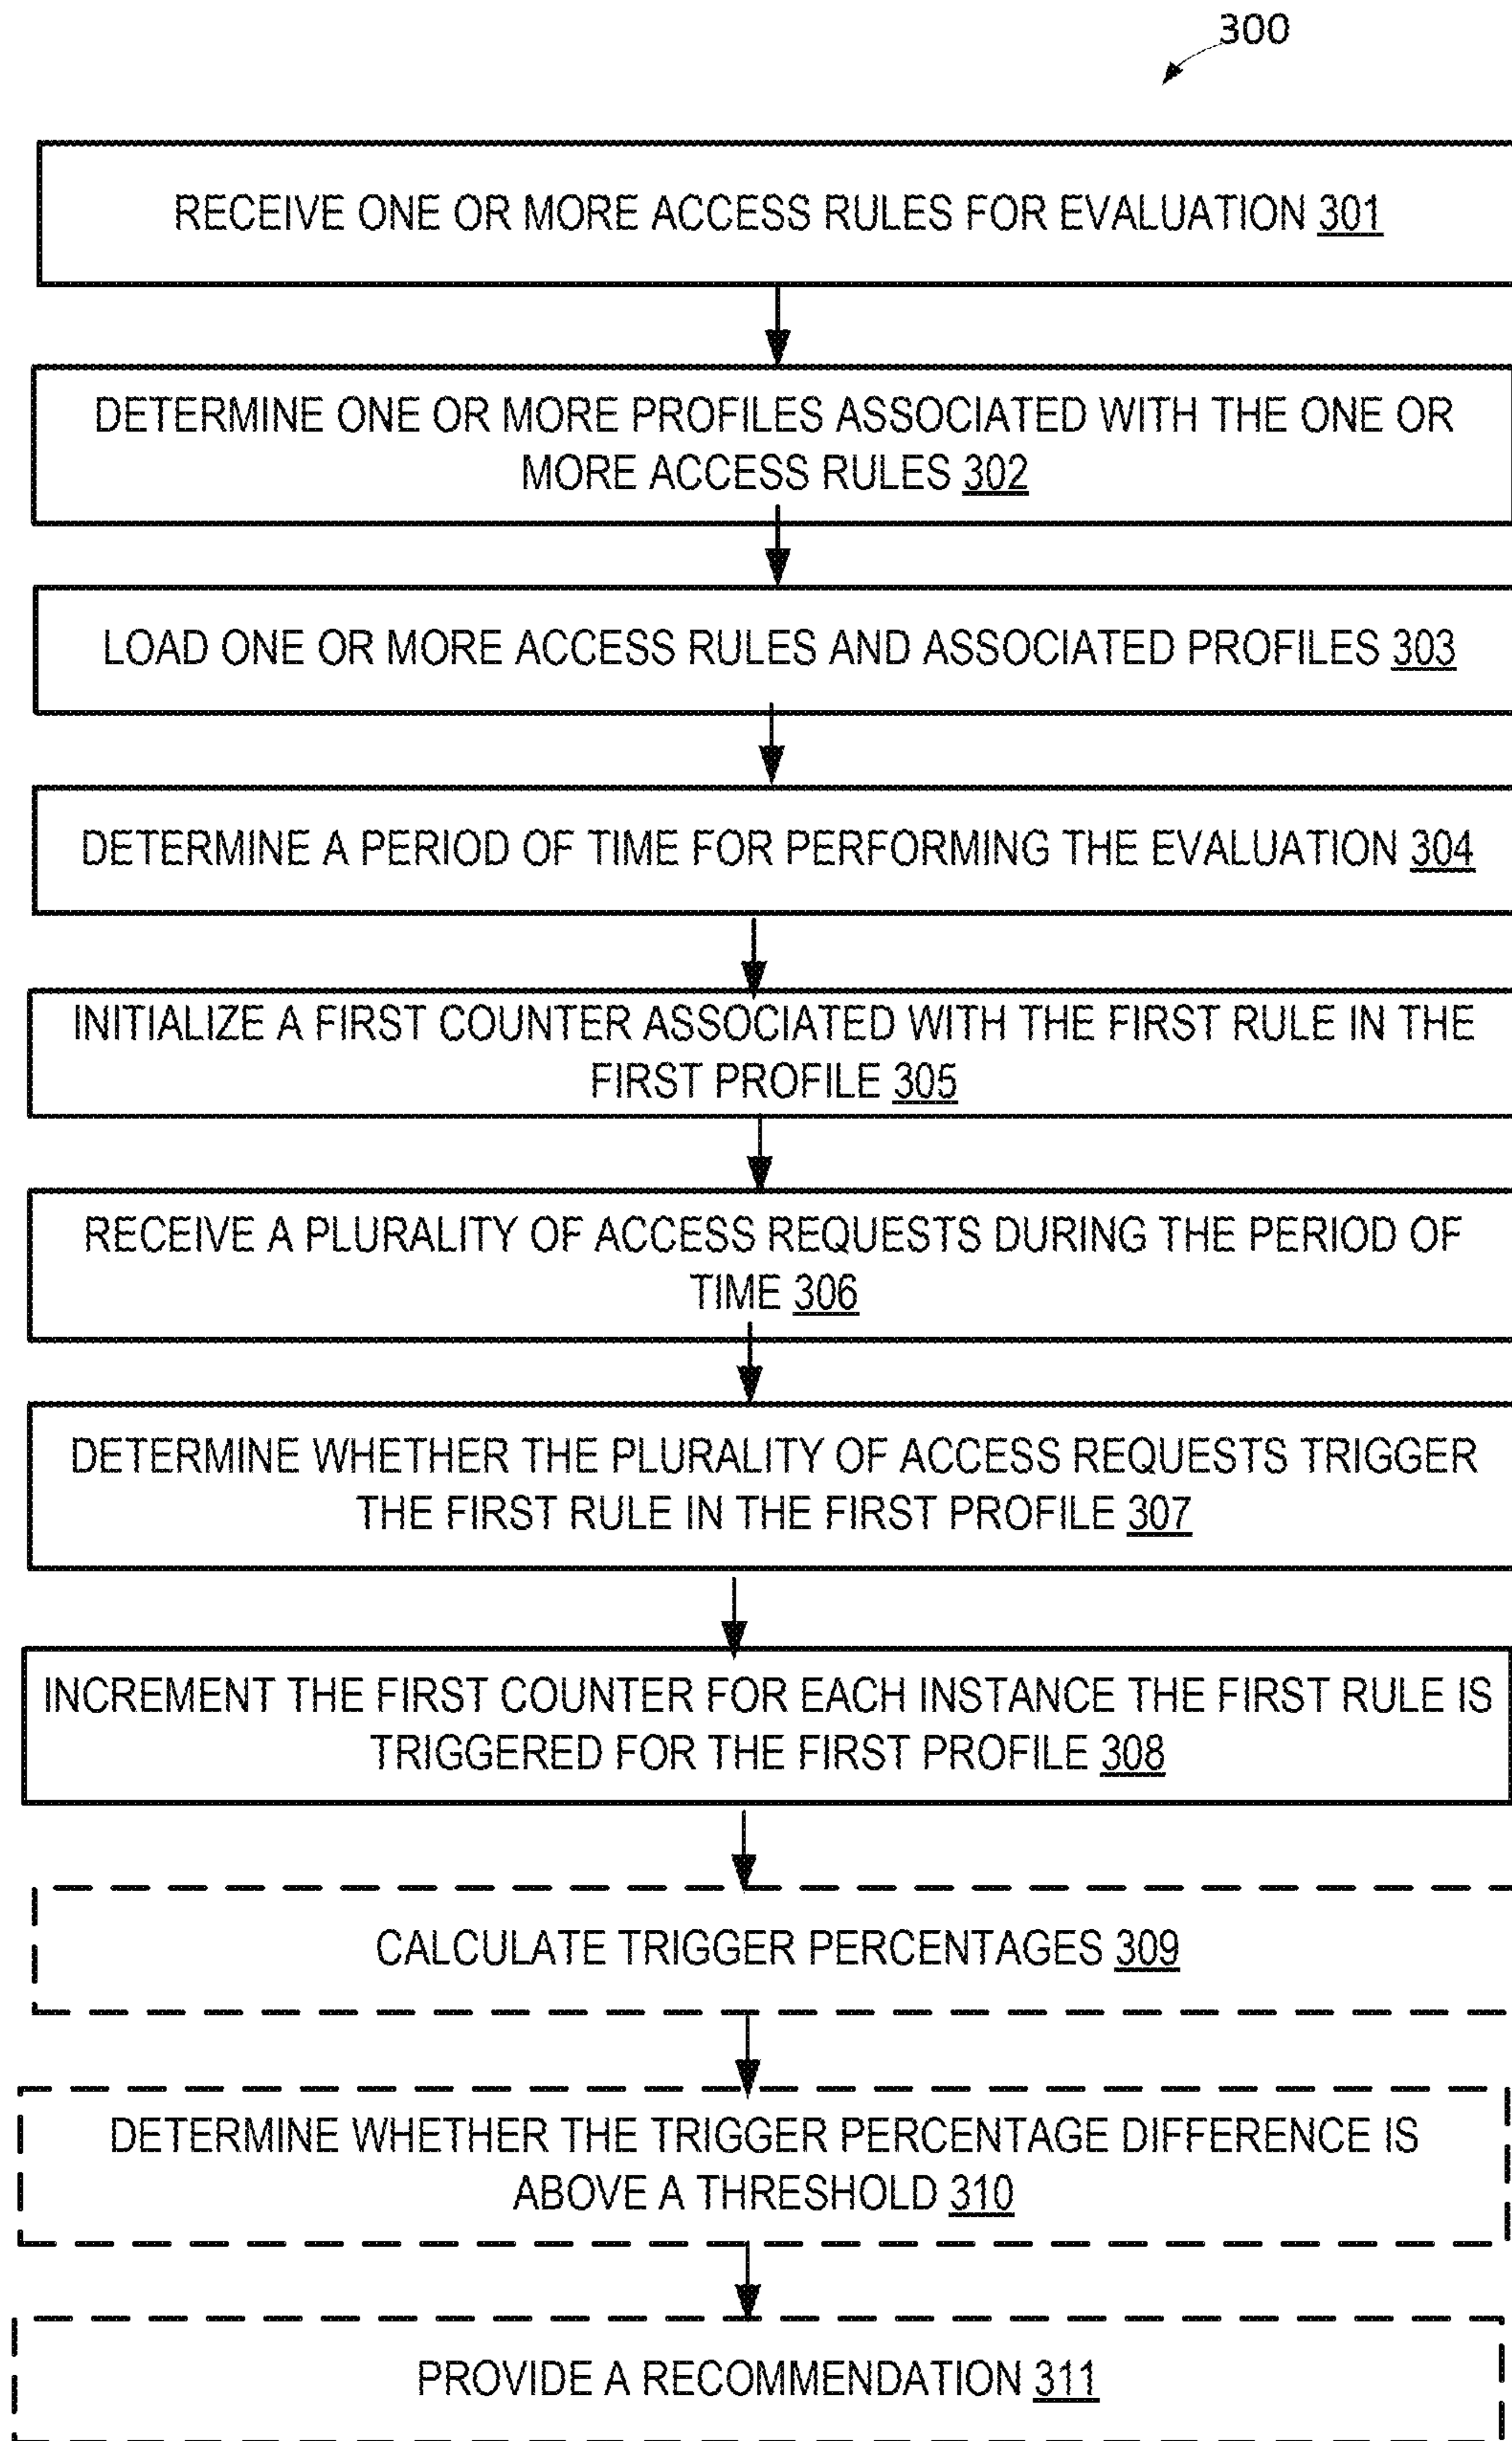 300
RECEIVE ONE OR MORE ACCESS RULES FOR EVALUATION 301
DETERMINE ONE OR MORE PROFILES ASSOCIATED WITH THE ONE OR
MORE ACCESS RULES 302
LOAD ONE OR MORE ACCESS RULES AND ASSOCIATED PROFILES 303
DETERMINE A PERIOD OF TIME FOR PERFORMING THE EVALUATION 304
INITIALIZE A FIRST COUNTER ASSOCIATED WITH THE FIRST RULE IN THE
FIRST PROFILE 305
RECEIVE A PLURALITY OF ACCESS REQUESTS DURING THE PERIOD OF
TIME 306
DETERMINE WHETHER THE PLURALITY OF ACCESS REQUESTS TRIGGER
THE FIRST RULE IN THE FIRST PROFILE 307
INCREMENT THE FIRST COUNTER FOR EACH INSTANCE THE FIRST RULE IS
TRIGGERED FOR THE FIRST PROFILE 308
CALCULATE TRIGGER PERCENTAGES 309
DETERMINE WHETHER THE TRIGGER PERCENTAGE DIFFERENCE IS
ABOVE A THRESHOLD 310
PROVIDE A RECOMMENDATION 311